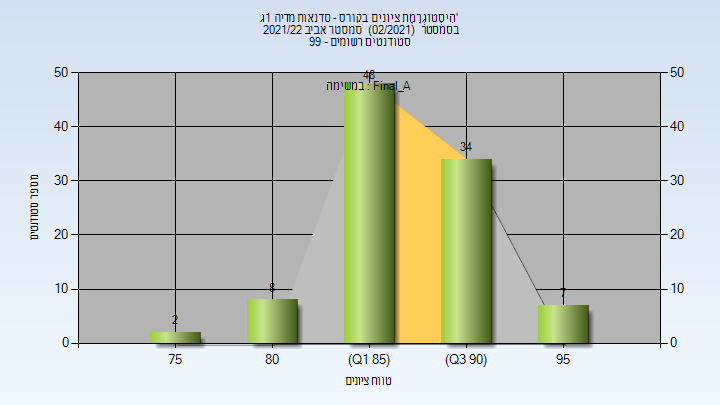 היסטוגרמת ציונים בקורס - סדנאות מדיה 1ג'
בסמסטר  (02/2021)  סמסטר אביב 2021/22
סטודנטים רשומים - 99
במשימה : Final_A
מספר סטודנטים
50
40
30
20
10
0
50
40
30
20
10
0
2
8
48
34
7
75
80
(Q1 85)
(Q3 90)
95
טווח ציונים